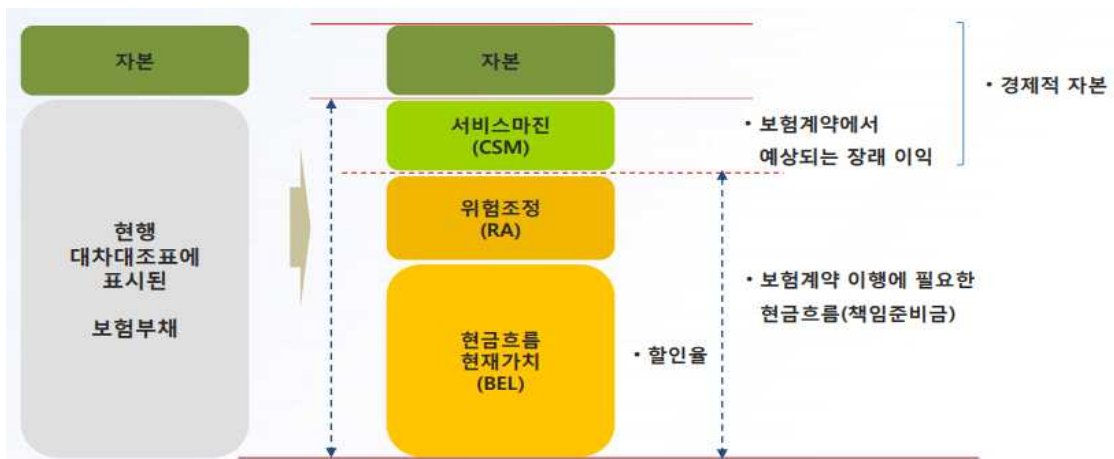 자본
현행
대차대조표에
표시된
보험부채
자본
서비스마진
(CSM)
위험조정
(RA)
현금흐름
현재가치
(BEL)
• 할인율
• 보험계약에서
예상되는 장래 이익
• 보험계약 이행에 필요한
현금흐름(책임준비금)
• 경제적 자본